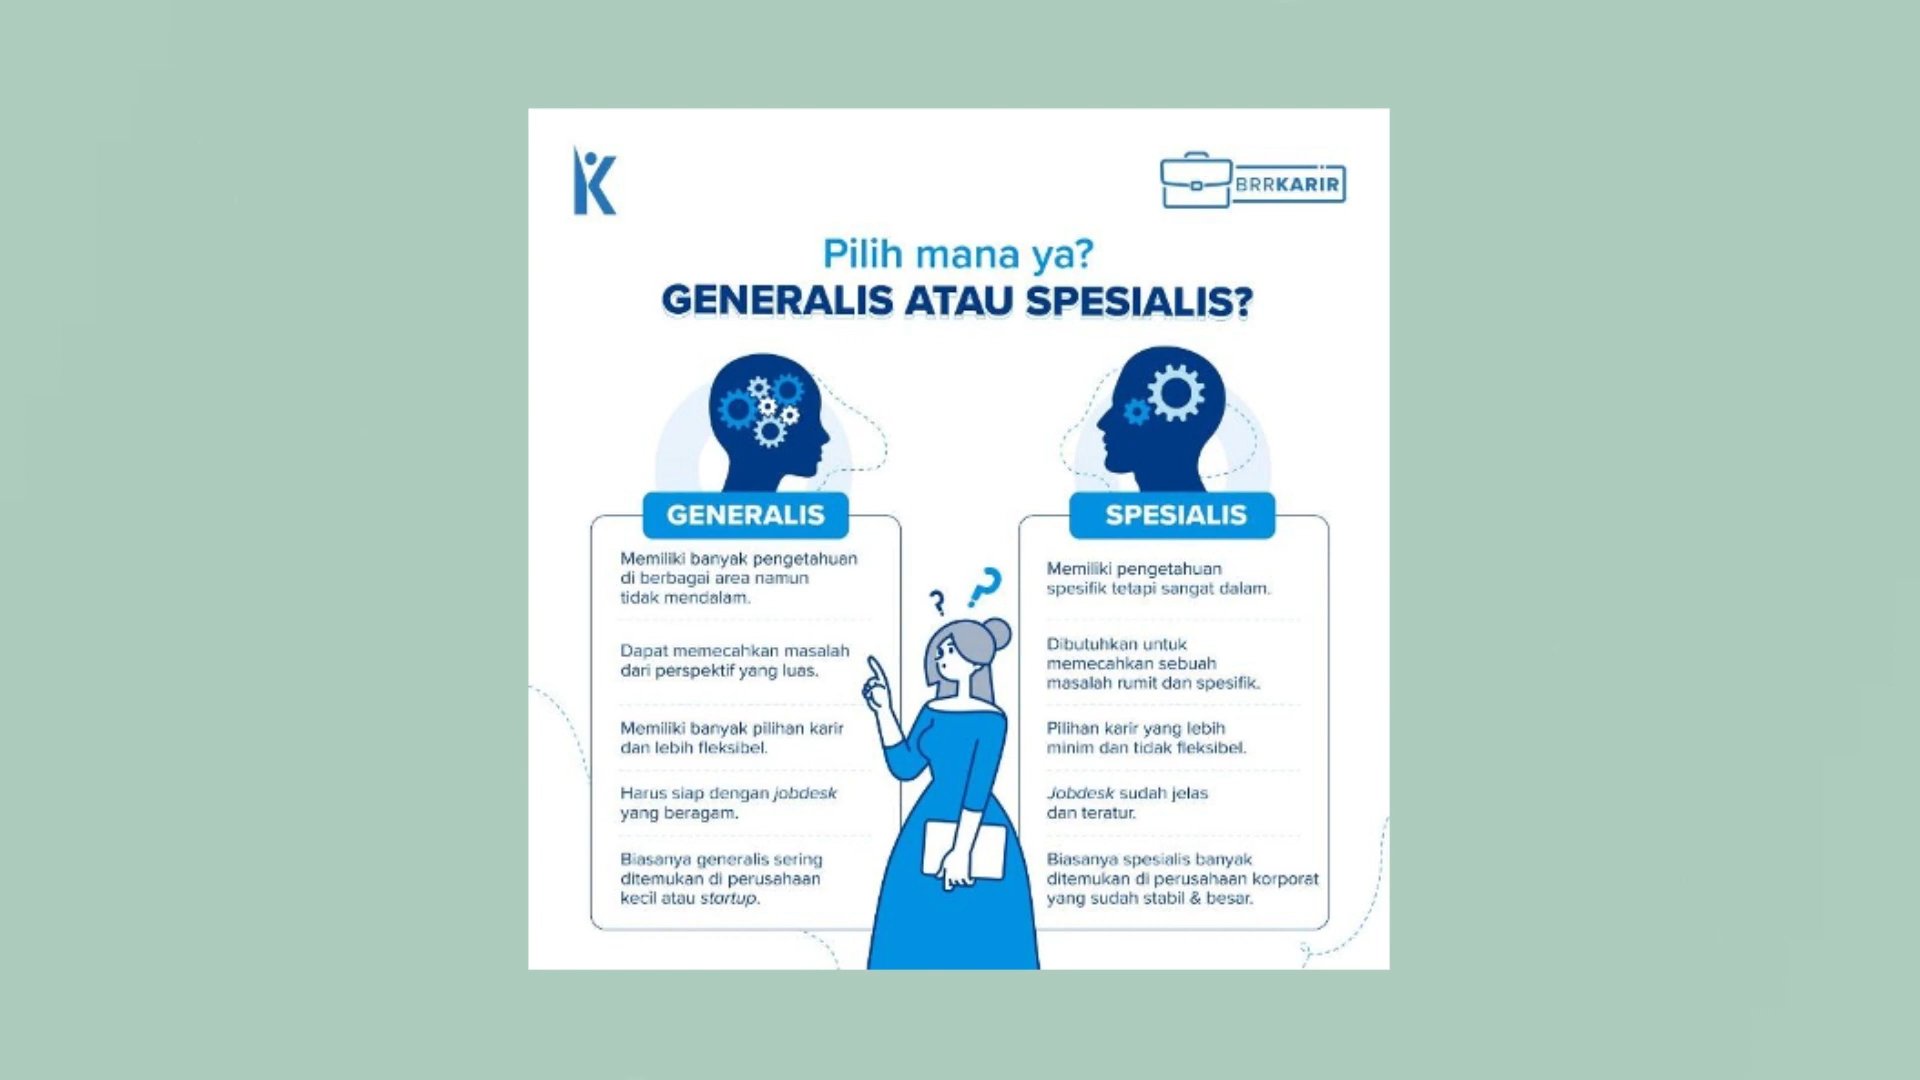 K
BRRKARIR
Pilih mana ya?
GENERALIS ATAU SPESIALIS?
GENERALIS
Memiliki banyak pengetahuan
di berbagai area namun
tidak mendalam.
Dapat memecahkan masalah
dari perspektif yang luas.
Memiliki banyak pilihan karir
dan lebih fleksibel.
Harus siap dengan jobdesk
yang beragam.
Biasanya generalis sering
ditemukan di perusahaan
kecil atau startup.
SPESIALIS
Memiliki pengetahuan
spesifik tetapi sangat dalam.
Dibutuhkan untuk
memecahkan sebuah
masalah rumit dan spesifik.
Pilihan karir yang lebih
minim dan tidak fleksibel.
Jobdesk sudah jelas
dan teratur.
Biasanya spesialis banyak
ditemukan di perusahaan korporat
yang sudah stabil & besar.
? ?